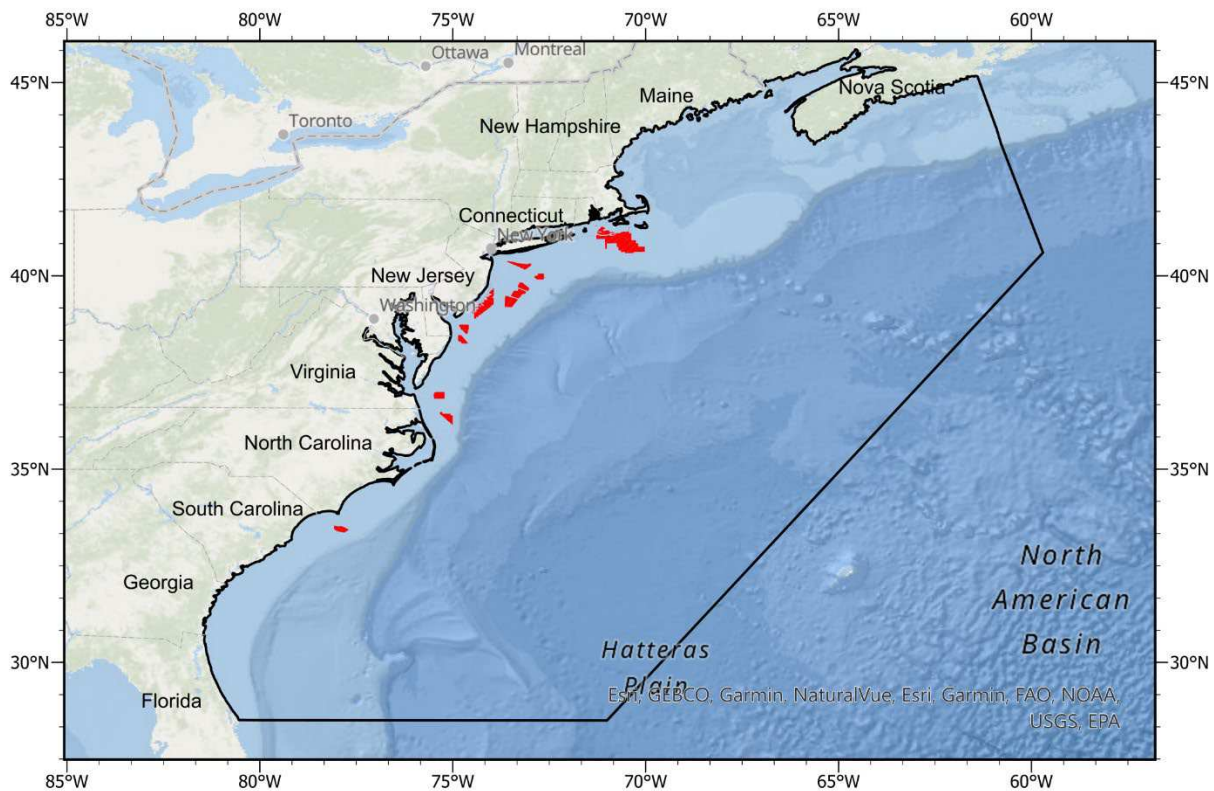 85°W 80°W 75°W 70°W 65°W 60°W
Ottawa
Montreal
45°N
45°N
Maine
Nova Scotia
Toronto
New Hampshire
Connecticut
New York
40°N
40°N
New Jersey
Washington
Virginia
North Carolina
35°N
35°N
South Carolina
North
American
Basin
Georgia
30°N
30°N
Hatteras
Plain
Florida
Esri, GEBCO, Garmin, NaturalVue, Esri, Garmin, FAO, NOAA,
USGS, EPA
85°W 80°W 75°W 70°W 65°W 60°W